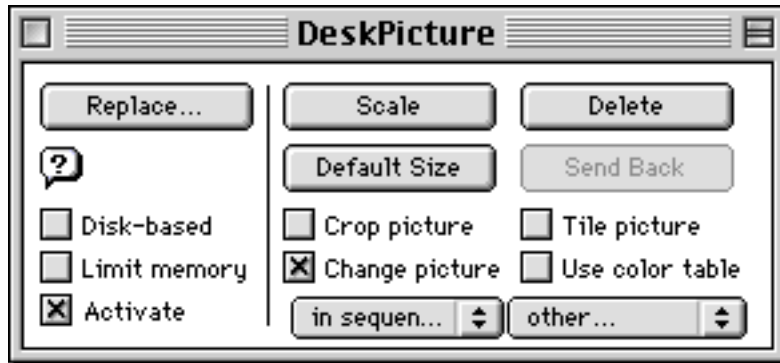 DeskPicture
Replace... Scale Delete
? Default Size Send Back
Disk-based Crop picture Tile picture
Limit memory Change picture Use color table
Activate in sequen... other...